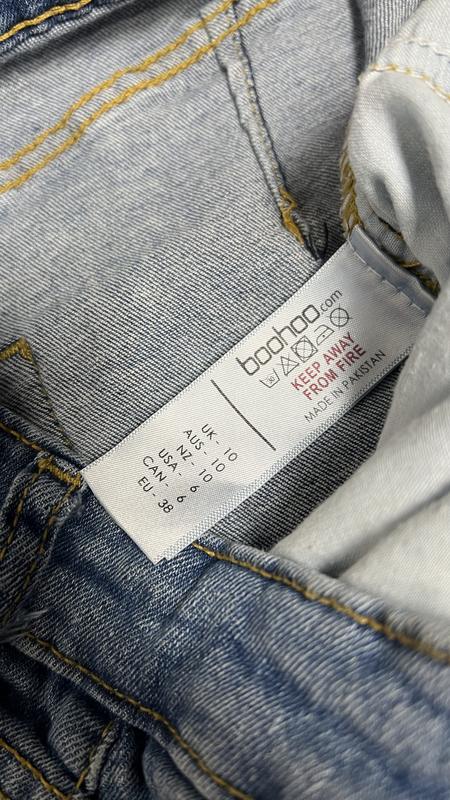 boohoo.com
KEEP AWAY
FROM FIRE
MADE IN PAKISTAN
UK - 10
AUS - 10
NZ - 10
USA - 6
CAN - 6
EU - 38